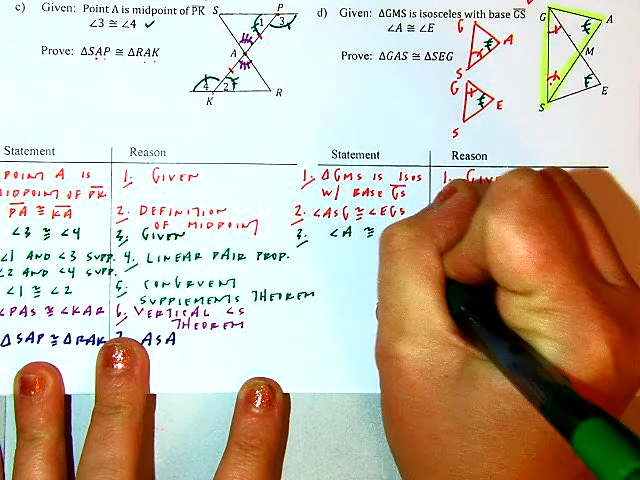 c) Given: Point A is midpoint of PK
∠3 ≅ ∠4 ✓
Prove: ΔSAP ≅ ΔRAK
S P
1 3
A
4 2
K R
Statement Reason
POINT A IS 1. GIVEN
MIDPOINT OF PK
PA ≅ KA 2. DEFINITION
OF MIDPOINT
∠3 ≅ ∠4 3. GIVEN
∠1 AND ∠3 SUPP. 4. LINEAR PAIR PROP.
∠2 AND ∠4 SUPP.
∠1 ≅ ∠2 5. CONGRUENT
SUPPLEMENTS THEOREM
∠PAS ≅ ∠KAR 6. VERTICAL ∠S
THEOREM
ΔSAP ≅ ΔRAK ASA
d) Given: ΔGMS is isosceles with base GS
∠A ≅ ∠E
Prove: ΔGAS ≅ ΔSEG
G
A
S
G
E
S
G A
M
E
S
Statement Reason
1. ΔGMS IS ISOS 1. GIVEN
W/ BASE GS
2. ∠ASG ≅ ∠EGS
3. ∠A ≅